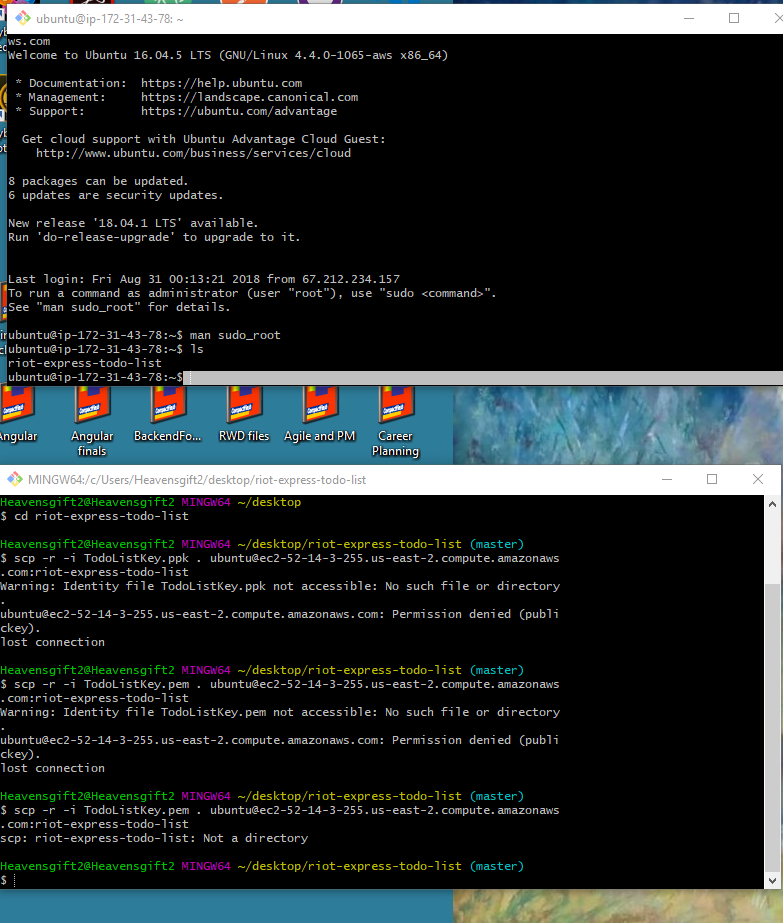 ubuntu@ip-172-31-43-78: ~
ws.com
Welcome to Ubuntu 16.04.5 LTS (GNU/Linux 4.4.0-1065-aws x86_64)
* Documentation:  https://help.ubuntu.com
* Management:     https://landscape.canonical.com
* Support:        https://ubuntu.com/advantage
Get cloud support with Ubuntu Advantage Cloud Guest:
http://www.ubuntu.com/business/services/cloud
8 packages can be updated.
6 updates are security updates.
New release '18.04.1 LTS' available.
Run 'do-release-upgrade' to upgrade to it.
Last login: Fri Aug 31 00:13:21 2018 from 67.212.234.157
To run a command as administrator (user "root"), use "sudo <command>".
See "man sudo_root" for details.
ubuntu@ip-172-31-43-78:~$ man sudo_root
ubuntu@ip-172-31-43-78:~$ ls
riot-express-todo-list
ubuntu@ip-172-31-43-78:~$
Angular
Angular finals
BackendFo...
RWD files
Agile and PM
Career Planning
MINGW64:/c/Users/Heavensgift2/desktop/riot-express-todo-list
Heavensgift2@Heavensgift2 MINGW64 ~/desktop
$ cd riot-express-todo-list
Heavensgift2@Heavensgift2 MINGW64 ~/desktop/riot-express-todo-list (master)
$ scp -r -i TodoListKey.ppk . ubuntu@ec2-52-14-3-255.us-east-2.compute.amazonaws
.com:riot-express-todo-list
Warning: Identity file TodoListKey.ppk not accessible: No such file or directory
.
ubuntu@ec2-52-14-3-255.us-east-2.compute.amazonaws.com: Permission denied (publi
ckey).
lost connection
Heavensgift2@Heavensgift2 MINGW64 ~/desktop/riot-express-todo-list (master)
$ scp -r -i TodoListKey.pem . ubuntu@ec2-52-14-3-255.us-east-2.compute.amazonaws
.com:riot-express-todo-list
Warning: Identity file TodoListKey.pem not accessible: No such file or directory
.
ubuntu@ec2-52-14-3-255.us-east-2.compute.amazonaws.com: Permission denied (publi
ckey).
lost connection
Heavensgift2@Heavensgift2 MINGW64 ~/desktop/riot-express-todo-list (master)
$ scp -r -i TodoListKey.pem . ubuntu@ec2-52-14-3-255.us-east-2.compute.amazonaws
.com:riot-express-todo-list
scp: riot-express-todo-list: Not a directory
Heavensgift2@Heavensgift2 MINGW64 ~/desktop/riot-express-todo-list (master)
$